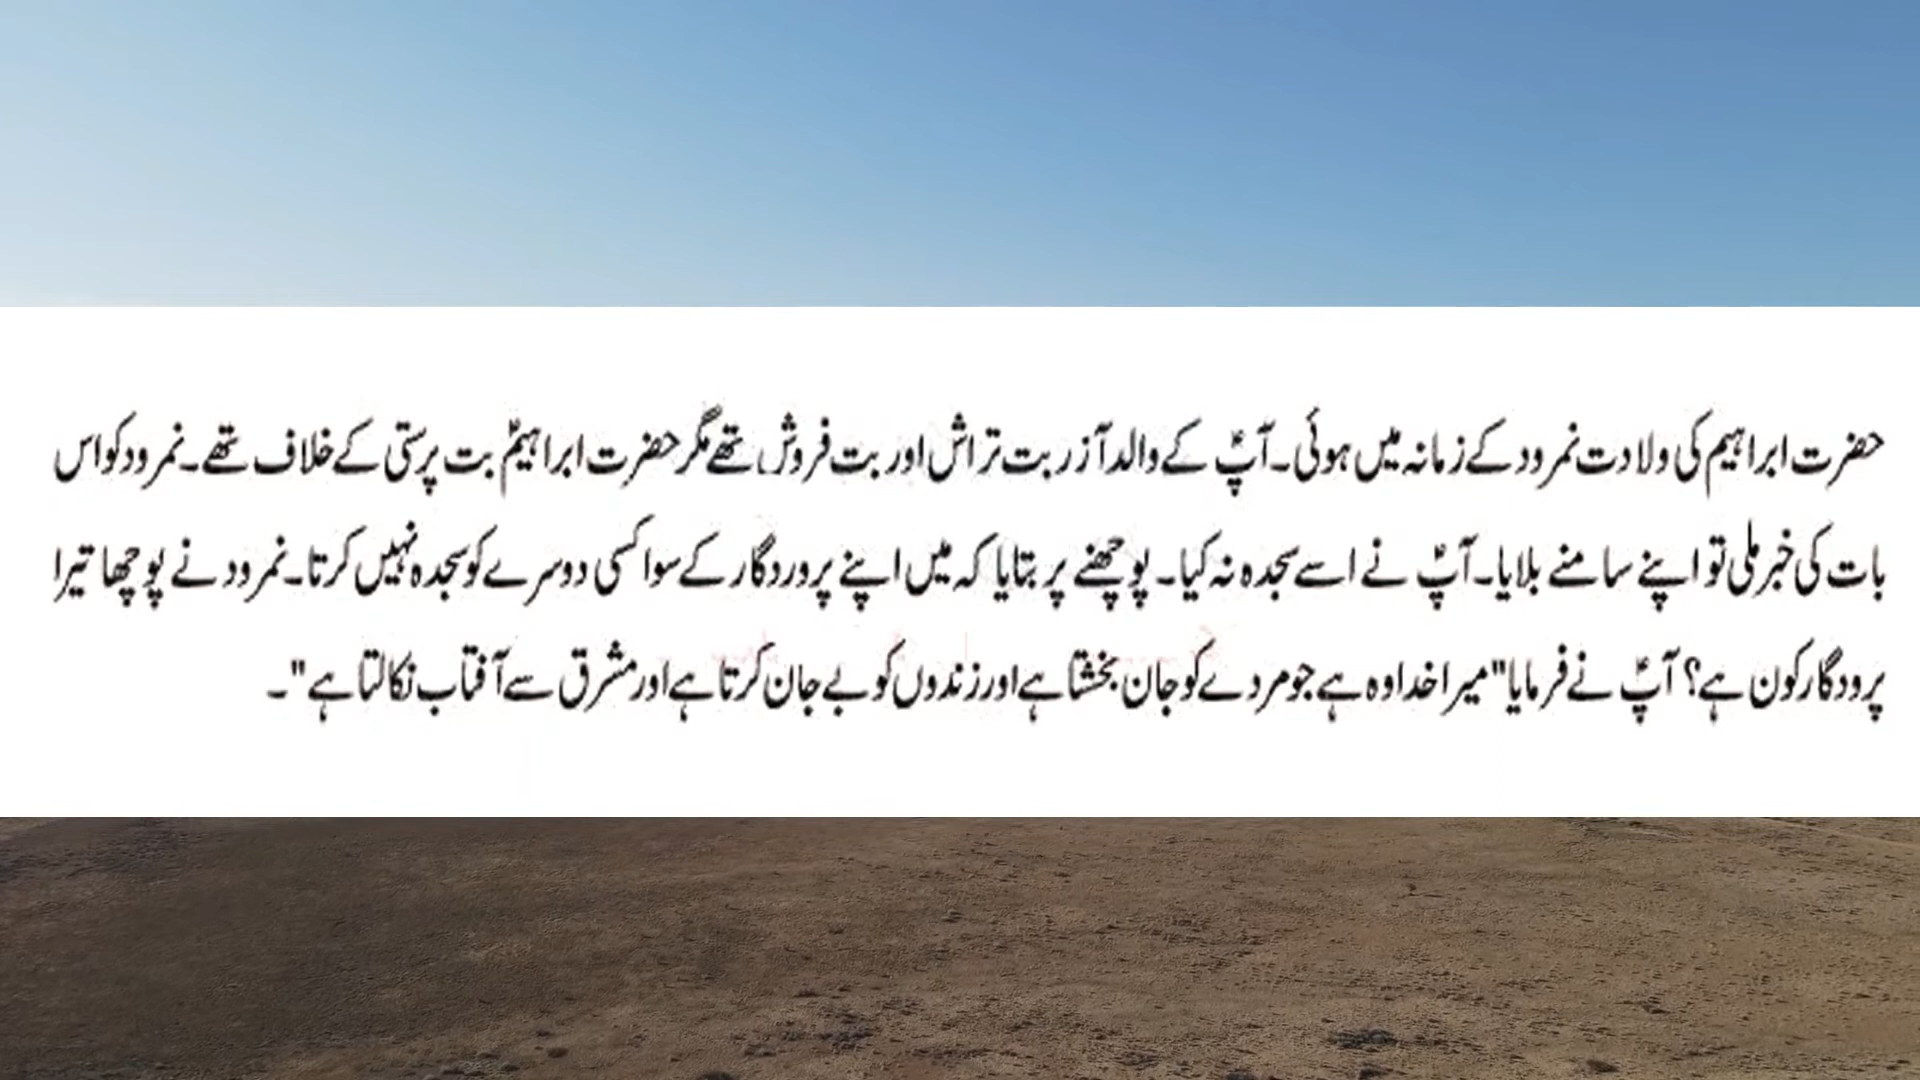 حضرت ابراہیم کی ولادت نمرود کے زمانہ میں ہوئی۔ آپؑ کے والد آزر بت تراش اور بت فروش تھے مگر حضرت ابراہیمؑ بت پرستی کے خلاف تھے۔ نمرود کو اس
بات کی خبر ملی تو اپنے سامنے بلایا۔ آپؑ نے اسے سجدہ نہ کیا۔ پوچھنے پر بتایا کہ میں اپنے پروردگار کے سوا کسی دوسرے کو سجدہ نہیں کرتا۔ نمرود نے پوچھا تیرا
پرودگار کون ہے؟ آپؑ نے فرمایا "میرا خدا وہ ہے جو مردے کو جان بخشتا ہے اور زندوں کو بے جان کرتا ہے اور مشرق سے آفتاب نکالتا ہے"۔